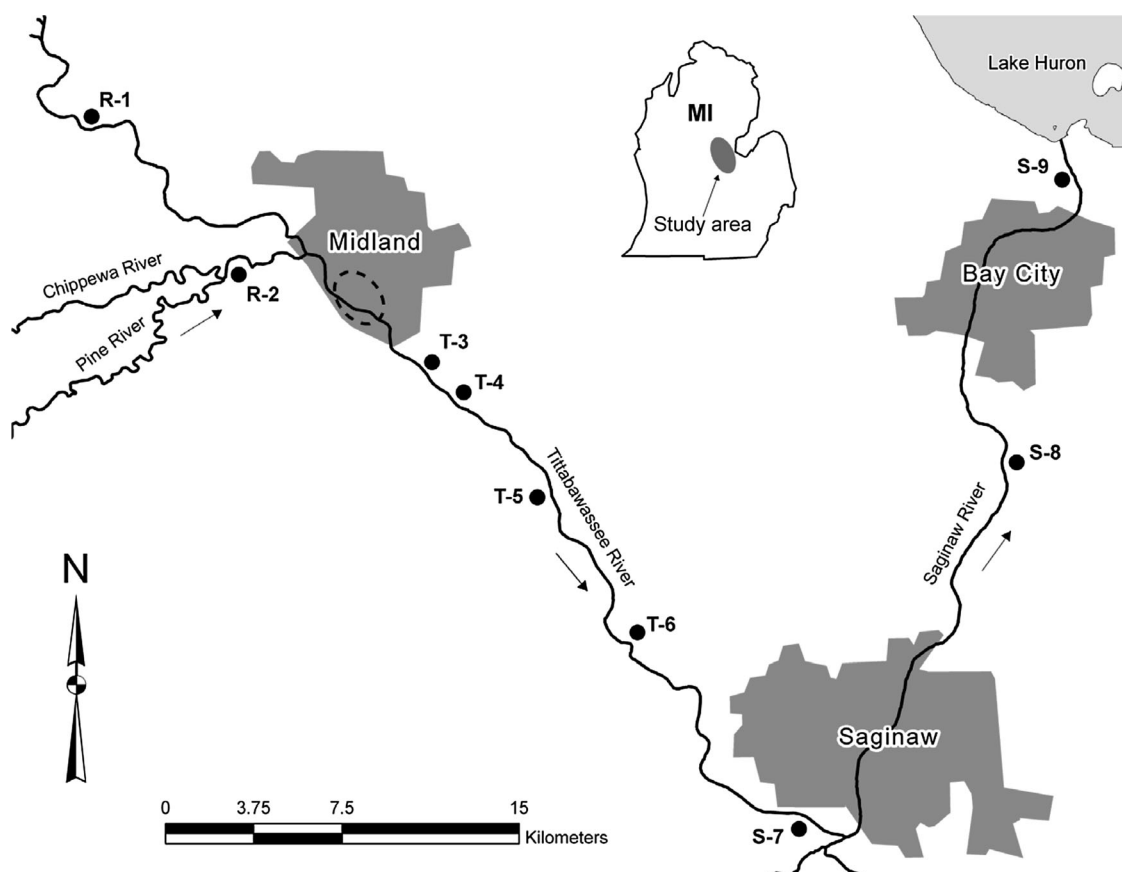 R-1
Chippewa River
Pine River
R-2
Midland
T-3
T-4
T-5
Tittabawassee River
T-6
MI
Study area
Lake Huron
S-9
Bay City
S-8
Saginaw River
Saginaw
S-7
N
0 3.75 7.5 15
Kilometers